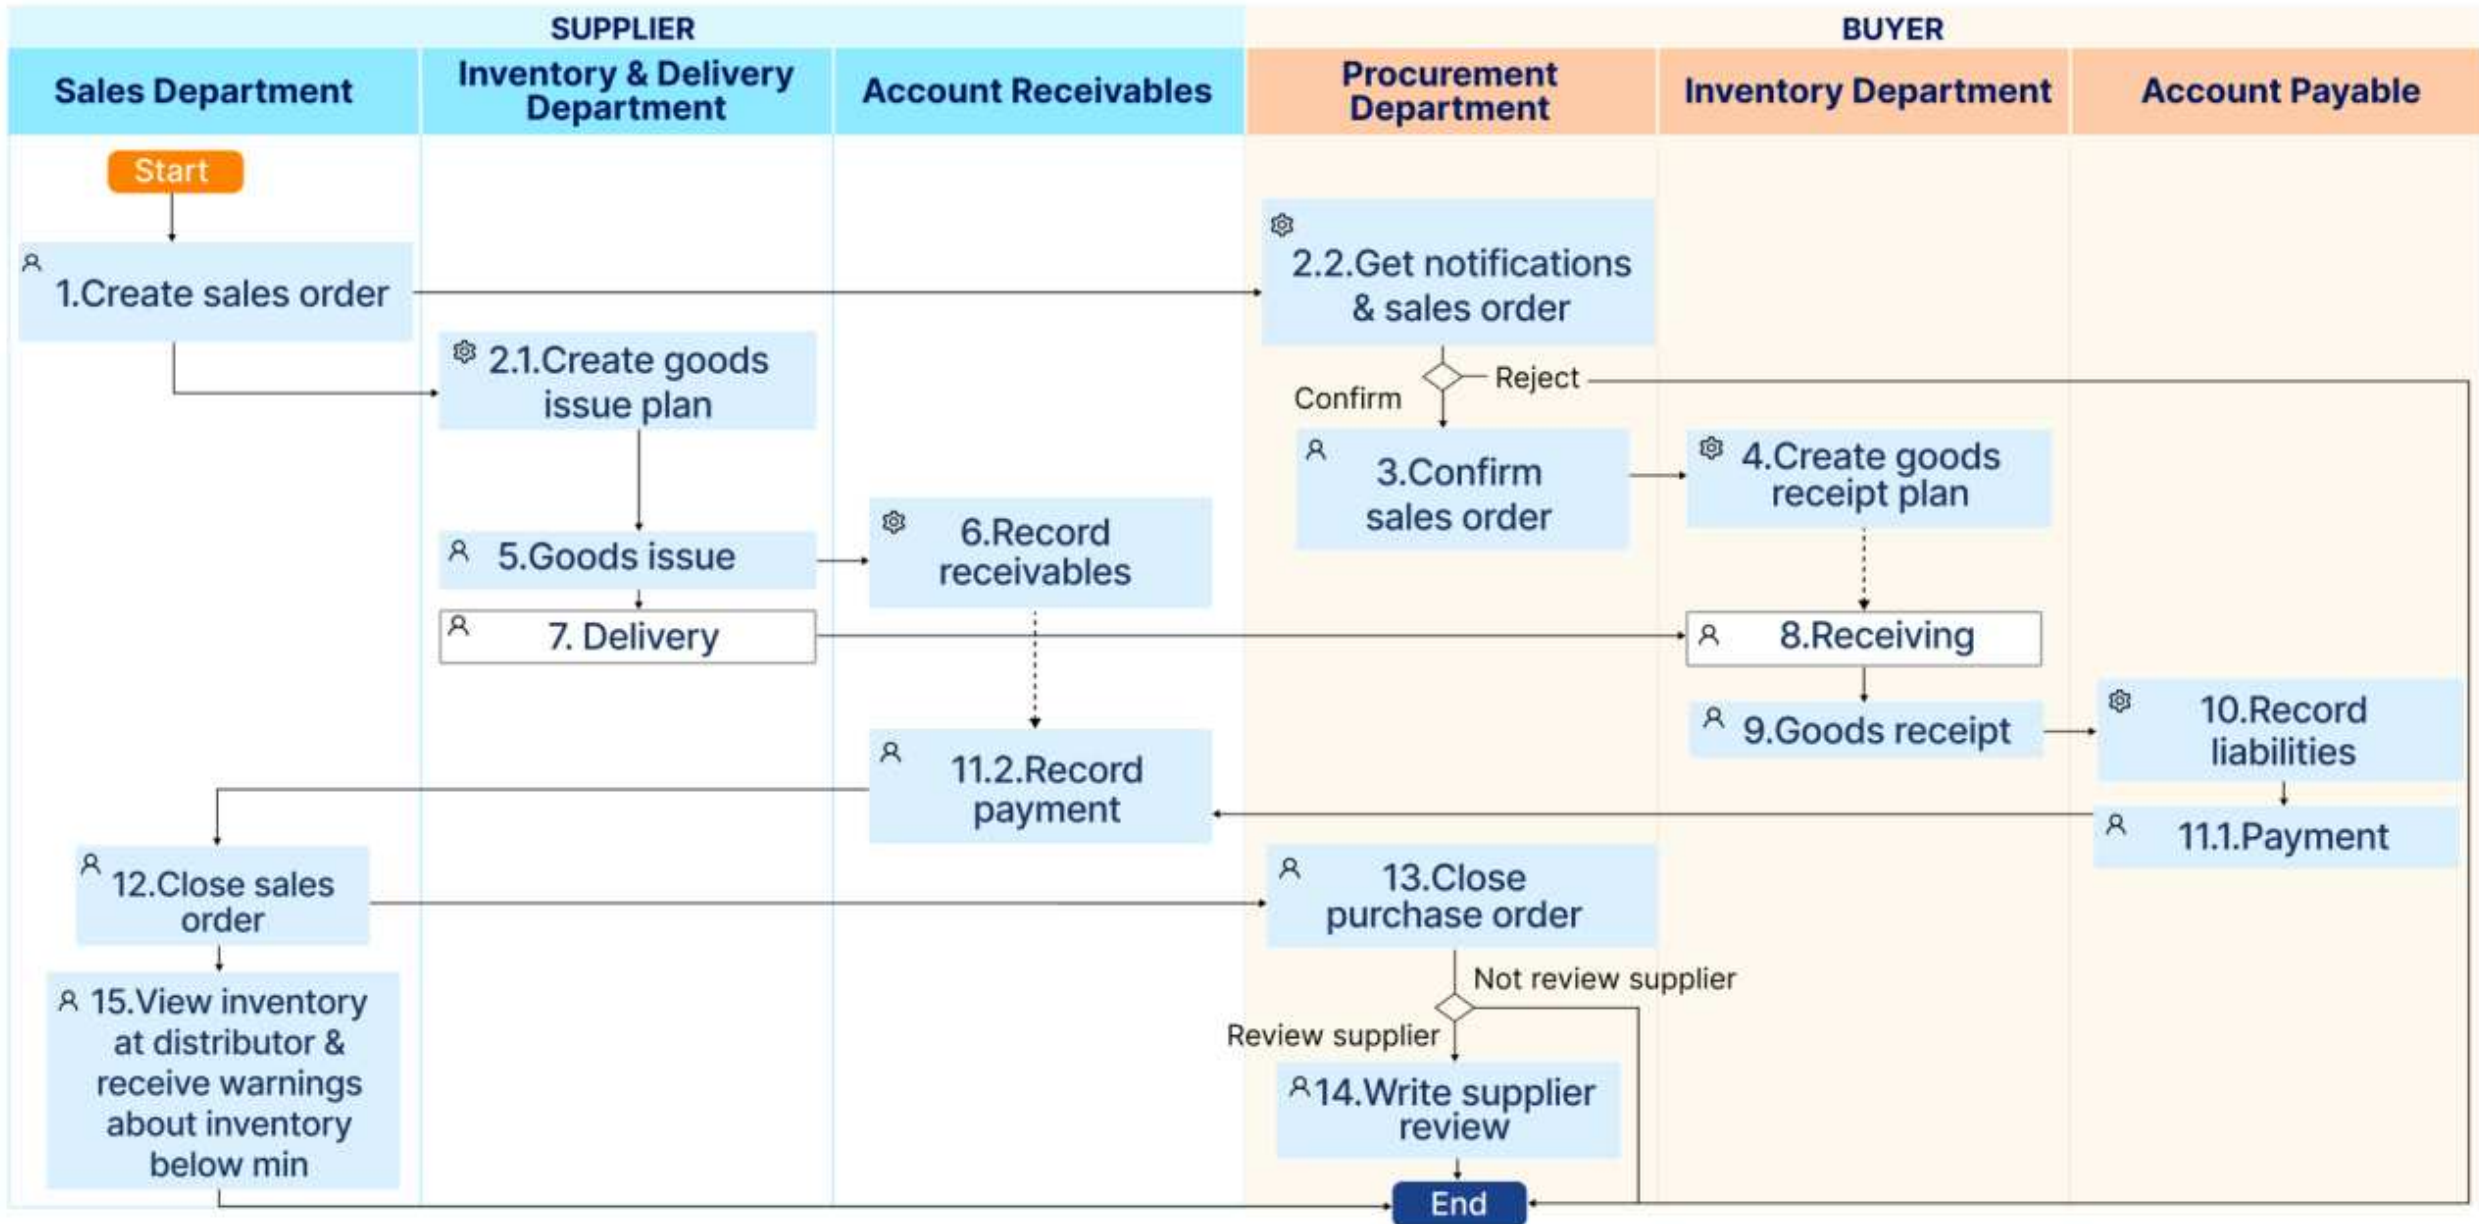 SUPPLIER
BUYER
Sales Department
Inventory & Delivery
Department
Account Receivables
Procurement
Department
Inventory Department
Account Payable
Start
1.Create sales order
2.2.Get notifications
& sales order
2.1.Create goods
issue plan
Reject
Confirm
3.Confirm
sales order
4.Create goods
receipt plan
5.Goods issue
6.Record
receivables
7. Delivery
8.Receiving
9.Goods receipt
10.Record
liabilities
11.2.Record
payment
11.1.Payment
12.Close sales
order
13.Close
purchase order
Not review supplier
Review supplier
15.View inventory
at distributor &
receive warnings
about inventory
below min
14.Write supplier
review
End